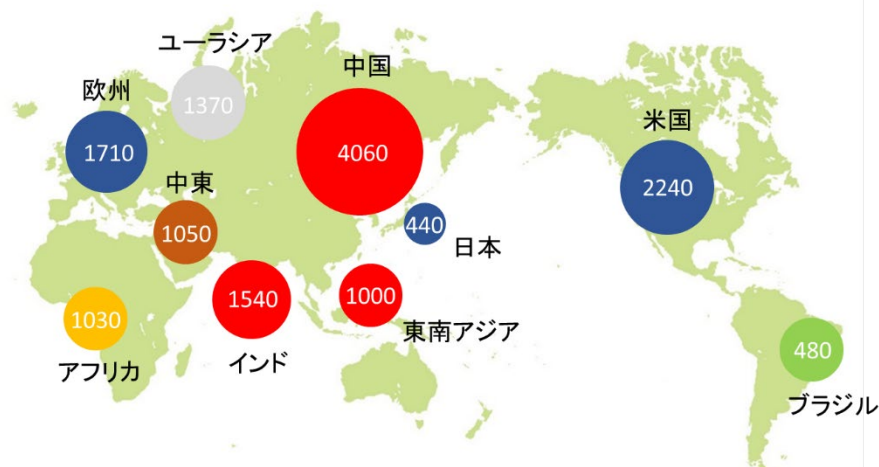 ユーラシア
1370
中国
4060
欧州
1710
米国
2240
中東
1050
440
日本
1540
インド
1000
東南アジア
1030
アフリカ
480
ブラジル